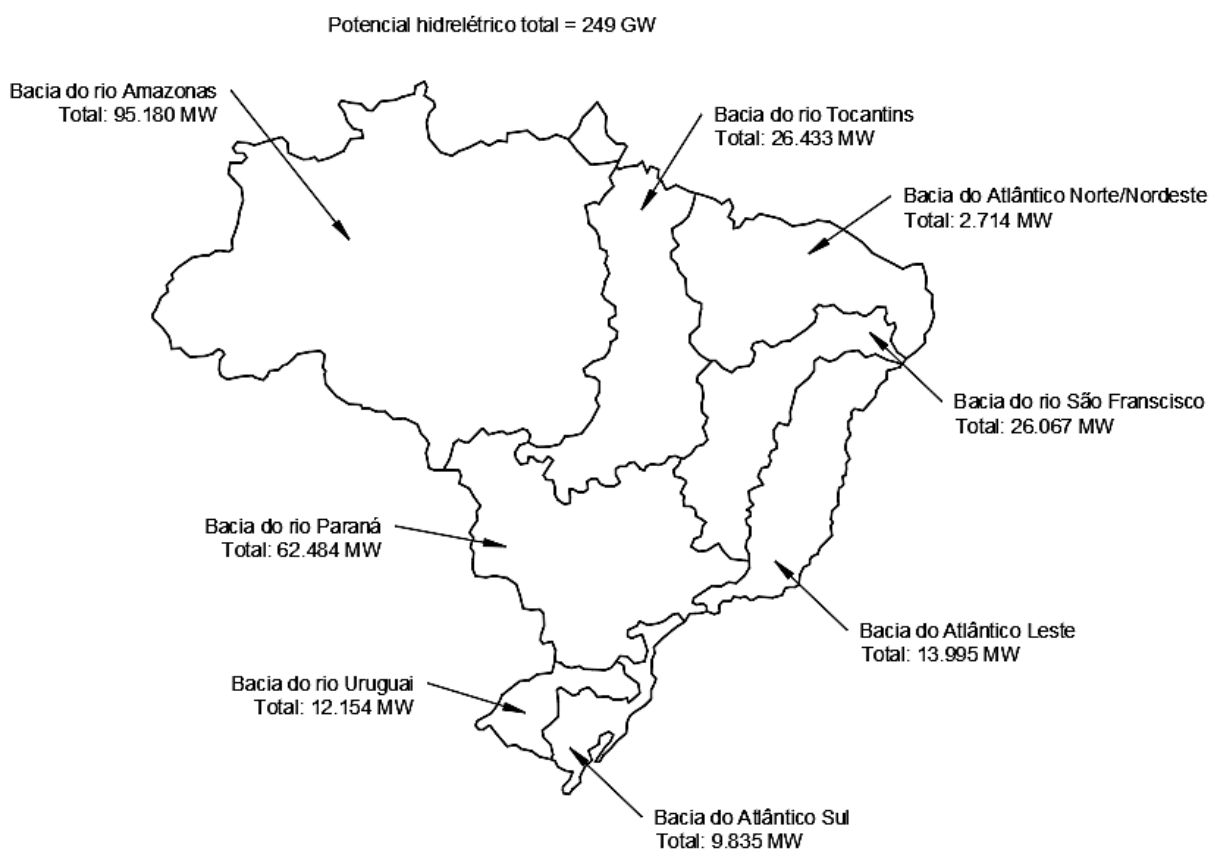 Potencial hidrelétrico total = 249 GW
Bacia do rio Amazonas
Total: 95.180 MW
Bacia do rio Tocantins
Total: 26.433 MW
Bacia do Atlântico Norte/Nordeste
Total: 2.714 MW
Bacia do rio São Franscisco
Total: 26.067 MW
Bacia do rio Paraná
Total: 62.484 MW
Bacia do Atlântico Leste
Total: 13.995 MW
Bacia do rio Uruguai
Total: 12.154 MW
Bacia do Atlântico Sul
Total: 9.835 MW